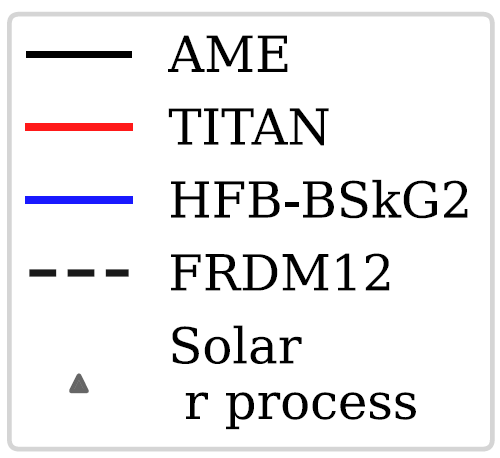 AME
TITAN
HFB-BSkG2
FRDM12
Solar
r process